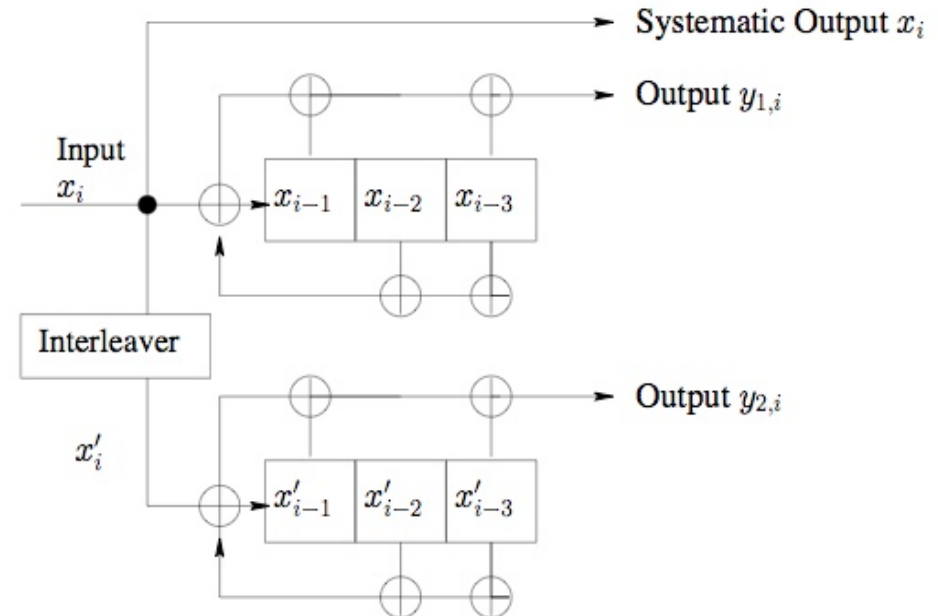 Systematic Output x_i
Output y_{1,i}
Input
x_i
x_{i-1} x_{i-2} x_{i-3}
Interleaver
Output y_{2,i}
x'_i
x'_{i-1} x'_{i-2} x'_{i-3}